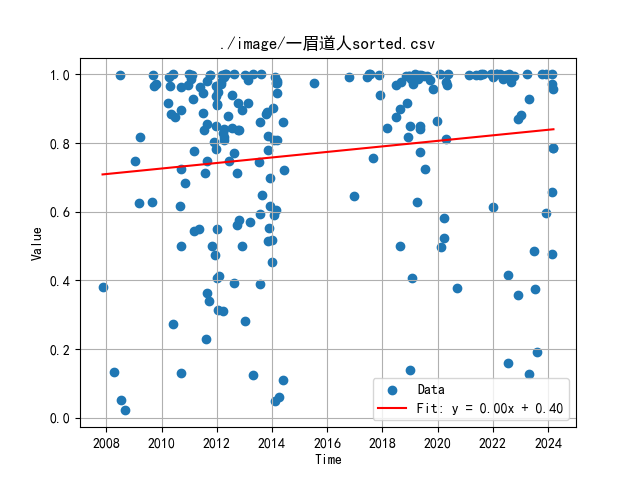 ./image/一眉道人sorted.csv
1.0
0.8
0.6
0.4
0.2
0.0
Value
2008 2010 2012 2014 2016 2018 2020 2022 2024
Time
Data
Fit: y = 0.00x + 0.40